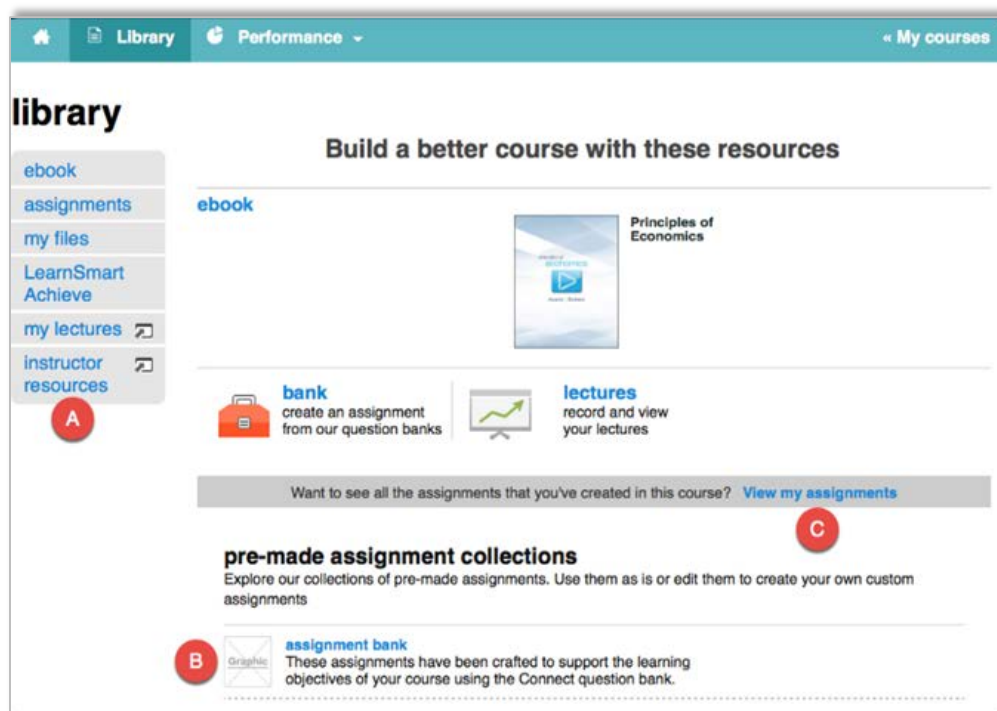 Library
Performance
« My courses
library
ebook
assignments
my files
LearnSmart
Achieve
my lectures
instructor
resources
A
Build a better course with these resources
ebook
Principles of
Economics
economics
bank
create an assignment
from our question banks
lectures
record and view
your lectures
Want to see all the assignments that you've created in this course? View my assignments
C
pre-made assignment collections
Explore our collections of pre-made assignments. Use them as is or edit them to create your own custom
assignments
B
Graphic
assignment bank
These assignments have been crafted to support the learning
objectives of your course using the Connect question bank.